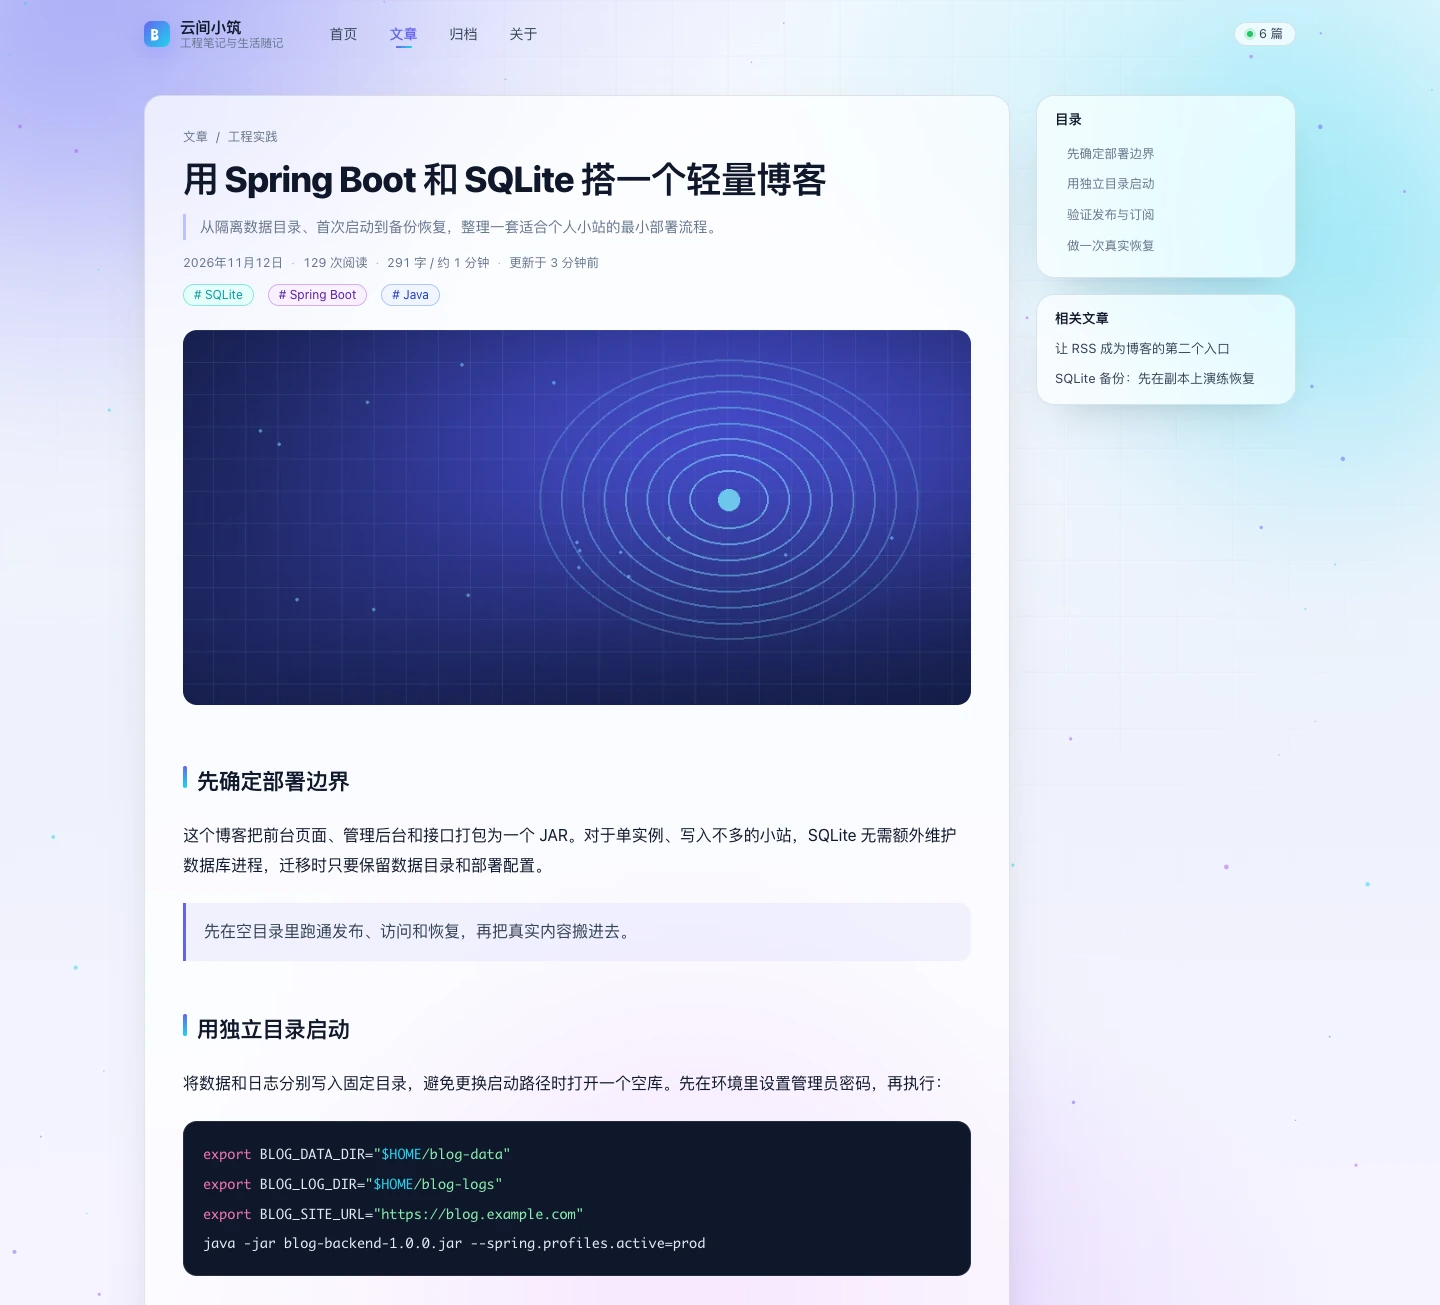 B
云间小筑
工程笔记与生活随记
首页 文章 归档 关于
6 篇
文章 / 工程实践
用 Spring Boot 和 SQLite 搭一个轻量博客
从隔离数据目录、首次启动到备份恢复，整理一套适合个人小站的最小部署流程。
2026年11月12日 · 129 次阅读 · 291 字 / 约 1 分钟 · 更新于 3 分钟前
# SQLite # Spring Boot # Java
先确定部署边界
这个博客把前台页面、管理后台和接口打包为一个 JAR。对于单实例、写入不多的小站，SQLite 无需额外维护
数据库进程，迁移时只要保留数据目录和部署配置。
先在空目录里跑通发布、访问和恢复，再把真实内容搬进去。
用独立目录启动
将数据和日志分别写入固定目录，避免更换启动路径时打开一个空库。先在环境里设置管理员密码，再执行：
export BLOG_DATA_DIR="$HOME/blog-data"
export BLOG_LOG_DIR="$HOME/blog-logs"
export BLOG_SITE_URL="https://blog.example.com"
java -jar blog-backend-1.0.0.jar --spring.profiles.active=prod
目录
先确定部署边界
用独立目录启动
验证发布与订阅
做一次真实恢复
相关文章
让 RSS 成为博客的第二个入口
SQLite 备份：先在副本上演练恢复